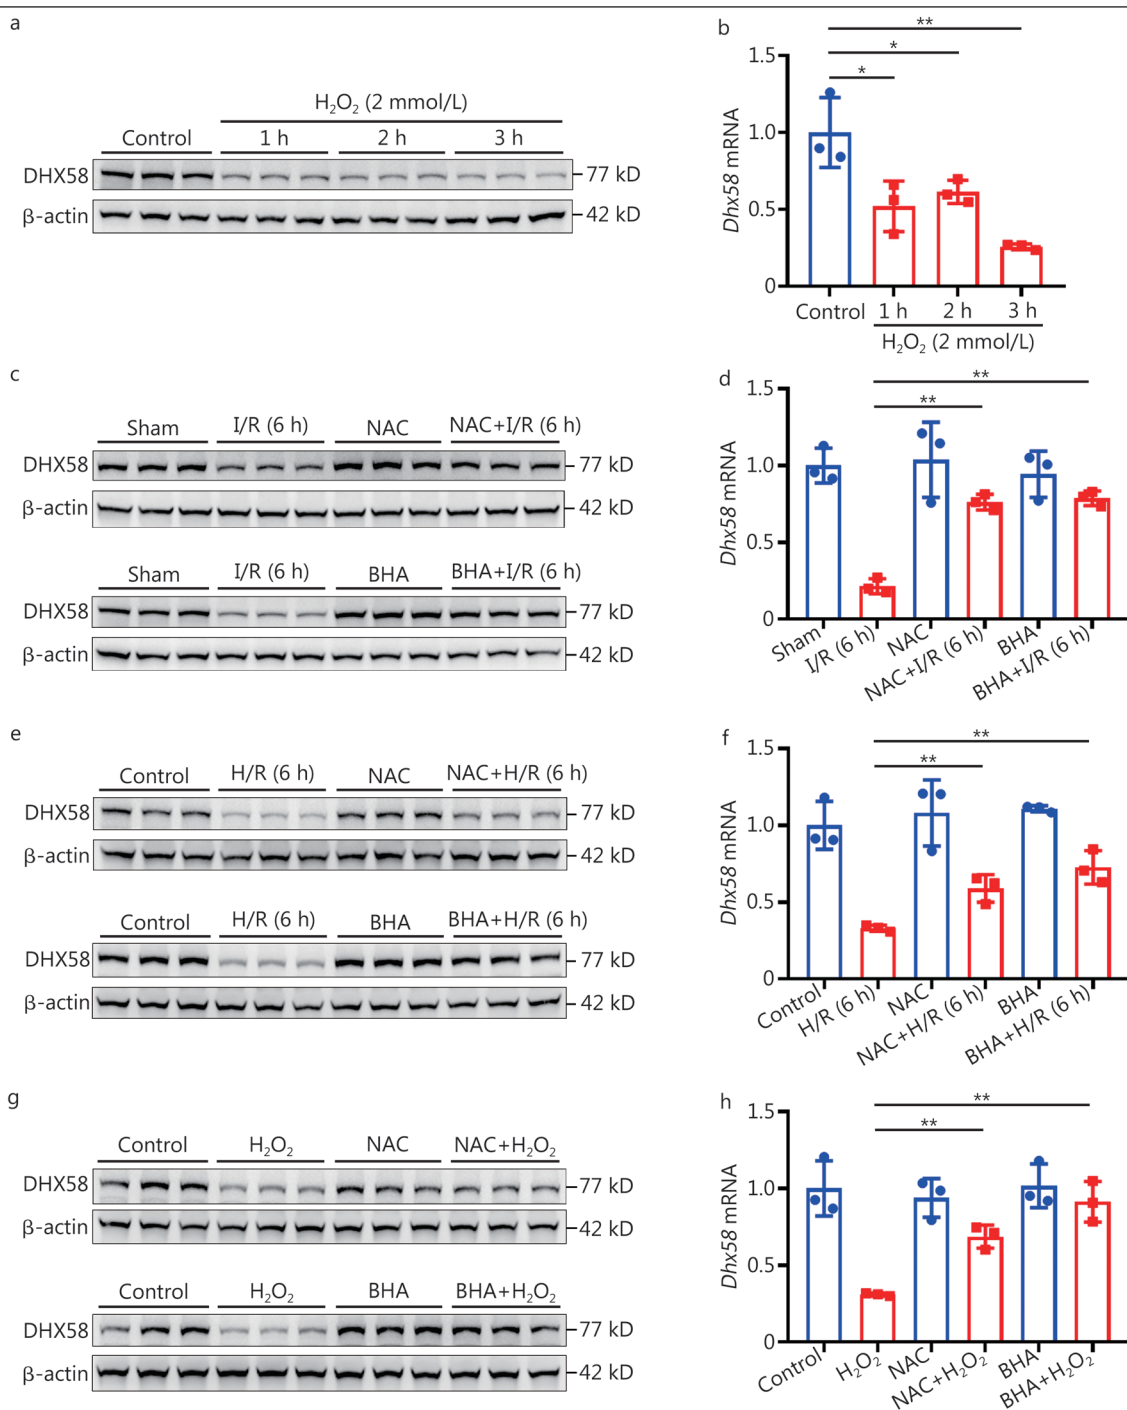 a
H₂O₂ (2 mmol/L)
Control 1 h 2 h 3 h
DHX58 77 kD
β-actin 42 kD
b
**
*
*
1.5
1.0
0.5
0
Dhx58 mRNA
Control 1 h 2 h 3 h
H₂O₂ (2 mmol/L)
c
Sham I/R (6 h) NAC NAC+I/R (6 h)
DHX58 77 kD
β-actin 42 kD
Sham I/R (6 h) BHA BHA+I/R (6 h)
DHX58 77 kD
β-actin 42 kD
d
**
**
1.5
1.0
0.5
0
Dhx58 mRNA
Sham I/R (6 h) NAC NAC+I/R (6 h) BHA BHA+I/R (6 h)
e
Control H/R (6 h) NAC NAC+H/R (6 h)
DHX58 77 kD
β-actin 42 kD
Control H/R (6 h) BHA BHA+H/R (6 h)
DHX58 77 kD
β-actin 42 kD
f
**
**
1.5
1.0
0.5
0
Dhx58 mRNA
Control H/R (6 h) NAC NAC+H/R (6 h) BHA BHA+H/R (6 h)
g
Control H₂O₂ NAC NAC+H₂O₂
DHX58 77 kD
β-actin 42 kD
Control H₂O₂ BHA BHA+H₂O₂
DHX58 77 kD
β-actin 42 kD
h
**
**
1.5
1.0
0.5
0
Dhx58 mRNA
Control H₂O₂ NAC NAC+H₂O₂ BHA BHA+H₂O₂